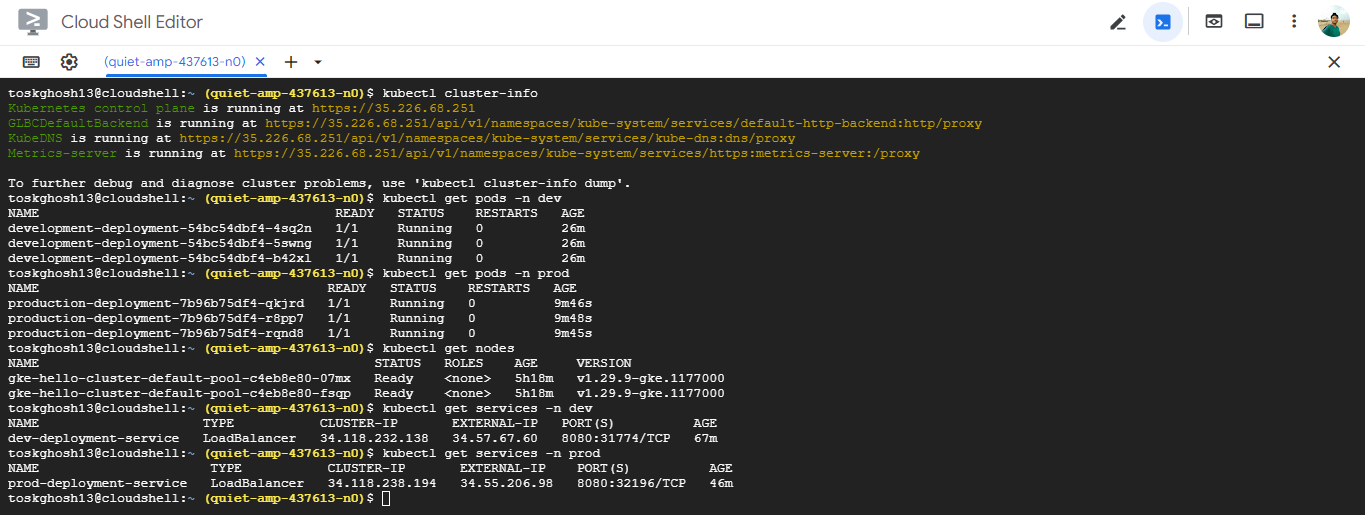 Cloud Shell Editor
(quiet-amp-437613-n0)
toskghosh13@cloudshell:~ (quiet-amp-437613-n0)$ kubectl cluster-info
Kubernetes control plane is running at https://35.226.68.251
GLBCDefaultBackend is running at https://35.226.68.251/api/v1/namespaces/kube-system/services/default-http-backend:http/proxy
KubeDNS is running at https://35.226.68.251/api/v1/namespaces/kube-system/services/kube-dns:dns/proxy
Metrics-server is running at https://35.226.68.251/api/v1/namespaces/kube-system/services/https:metrics-server:/proxy
To further debug and diagnose cluster problems, use 'kubectl cluster-info dump'.
toskghosh13@cloudshell:~ (quiet-amp-437613-n0)$ kubectl get pods -n dev
NAME READY STATUS RESTARTS AGE
development-deployment-54bc54dbf4-4sq2n 1/1 Running 0 26m
development-deployment-54bc54dbf4-5swng 1/1 Running 0 26m
development-deployment-54bc54dbf4-b42xl 1/1 Running 0 26m
toskghosh13@cloudshell:~ (quiet-amp-437613-n0)$ kubectl get pods -n prod
NAME READY STATUS RESTARTS AGE
production-deployment-7b96b75df4-qkjrd 1/1 Running 0 9m46s
production-deployment-7b96b75df4-r8pp7 1/1 Running 0 9m48s
production-deployment-7b96b75df4-rqnd8 1/1 Running 0 9m45s
toskghosh13@cloudshell:~ (quiet-amp-437613-n0)$ kubectl get nodes
NAME STATUS ROLES AGE VERSION
gke-hello-cluster-default-pool-c4eb8e80-07mx Ready <none> 5h18m v1.29.9-gke.1177000
gke-hello-cluster-default-pool-c4eb8e80-fsqp Ready <none> 5h18m v1.29.9-gke.1177000
toskghosh13@cloudshell:~ (quiet-amp-437613-n0)$ kubectl get services -n dev
NAME TYPE CLUSTER-IP EXTERNAL-IP PORT(S) AGE
dev-deployment-service LoadBalancer 34.118.232.138 34.57.67.60 8080:31774/TCP 67m
toskghosh13@cloudshell:~ (quiet-amp-437613-n0)$ kubectl get services -n prod
NAME TYPE CLUSTER-IP EXTERNAL-IP PORT(S) AGE
prod-deployment-service LoadBalancer 34.118.238.194 34.55.206.98 8080:32196/TCP 46m
toskghosh13@cloudshell:~ (quiet-amp-437613-n0)$